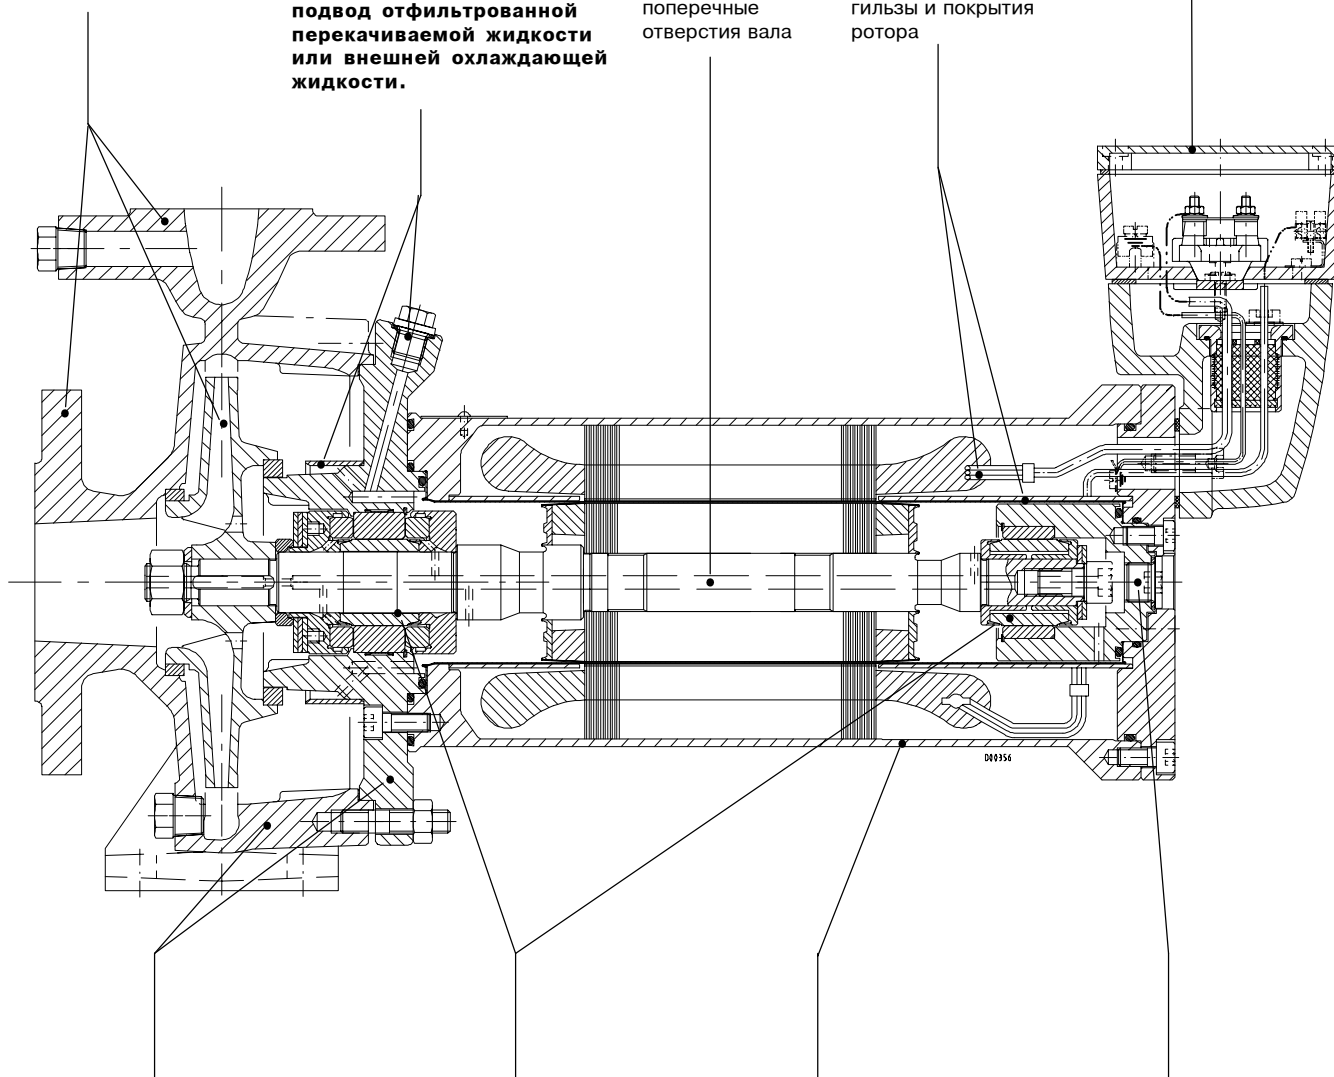 подвод отфильтрованной
перекачиваемой жидкости
или внешней охлаждающей
жидкости.
поперечные
отверстия вала
гильзы и покрытия
ротора
D00356